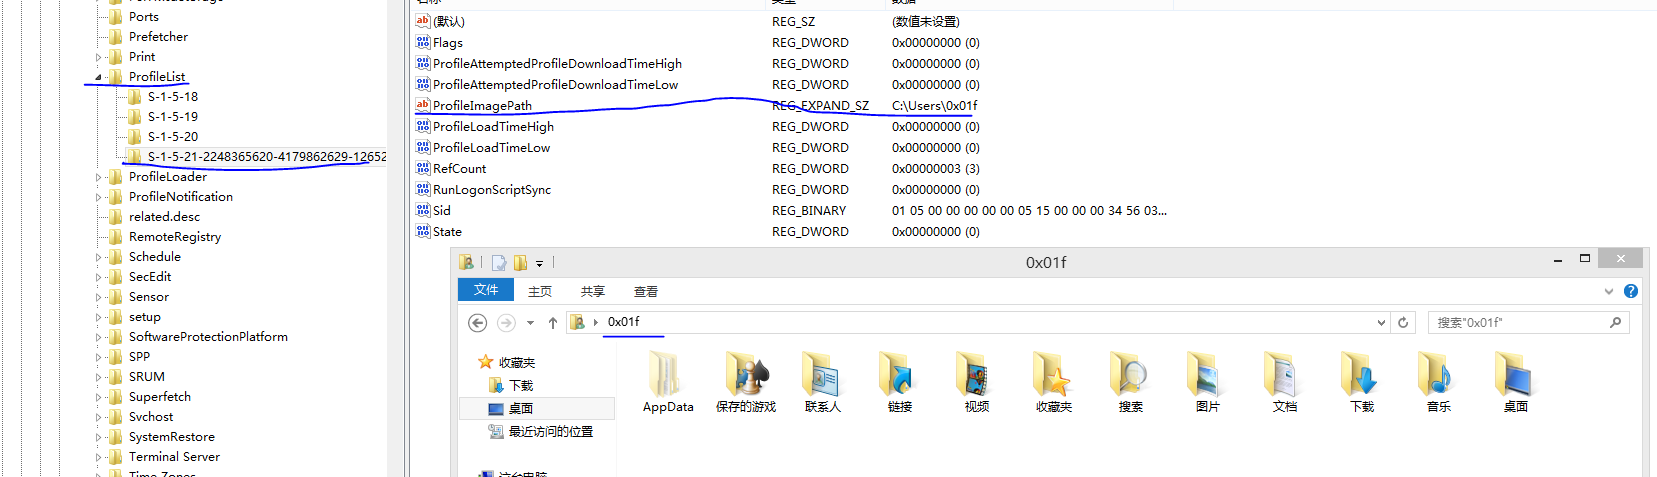 Ports
Prefetcher
Print
ProfileList
S-1-5-18
S-1-5-19
S-1-5-20
S-1-5-21-2248365620-4179862629-12652
ProfileLoader
ProfileNotification
related.desc
RemoteRegistry
Schedule
SecEdit
Sensor
setup
SoftwareProtectionPlatform
SPP
SRUM
Superfetch
Svchost
SystemRestore
Terminal Server
Time Zones
(默认) REG_SZ (数值未设置)
Flags REG_DWORD 0x00000000 (0)
ProfileAttemptedProfileDownloadTimeHigh REG_DWORD 0x00000000 (0)
ProfileAttemptedProfileDownloadTimeLow REG_DWORD 0x00000000 (0)
ProfileImagePath REG_EXPAND_SZ C:\Users\0x01f
ProfileLoadTimeHigh REG_DWORD 0x00000000 (0)
ProfileLoadTimeLow REG_DWORD 0x00000000 (0)
RefCount REG_DWORD 0x00000003 (3)
RunLogonScriptSync REG_DWORD 0x00000000 (0)
Sid REG_BINARY 01 05 00 00 00 00 00 05 15 00 00 00 34 56 03...
State REG_DWORD 0x00000000 (0)
0x01f
文件 主页 共享 查看
0x01f 搜索"0x01f"
收藏夹
下载
桌面
最近访问的位置
这台电脑
AppData 保存的游戏 联系人 链接 视频 收藏夹 搜索 图片 文档 下载 音乐 桌面